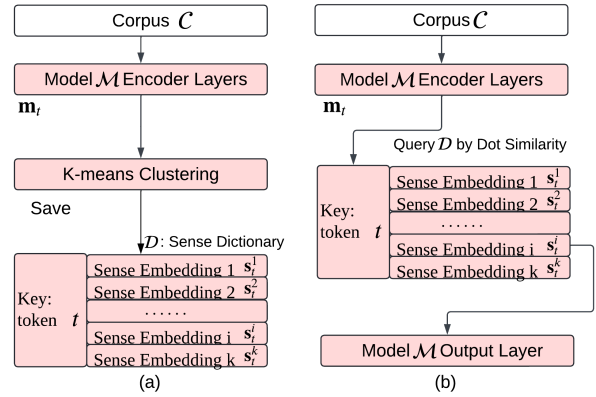 Corpus 𝒞
Model ℳ Encoder Layers
m_t
K-means Clustering
Save
𝒟: Sense Dictionary
Key:
token t
Sense Embedding 1 s_t^1
Sense Embedding 2 s_t^2
......
Sense Embedding i s_t^i
Sense Embedding k s_t^k
(a)
Corpus 𝒞
Model ℳ Encoder Layers
m_t
Query 𝒟 by Dot Similarity
Key:
token t
Sense Embedding 1 s_t^1
Sense Embedding 2 s_t^2
......
Sense Embedding i s_t^i
Sense Embedding k s_t^k
Model ℳ Output Layer
(b)